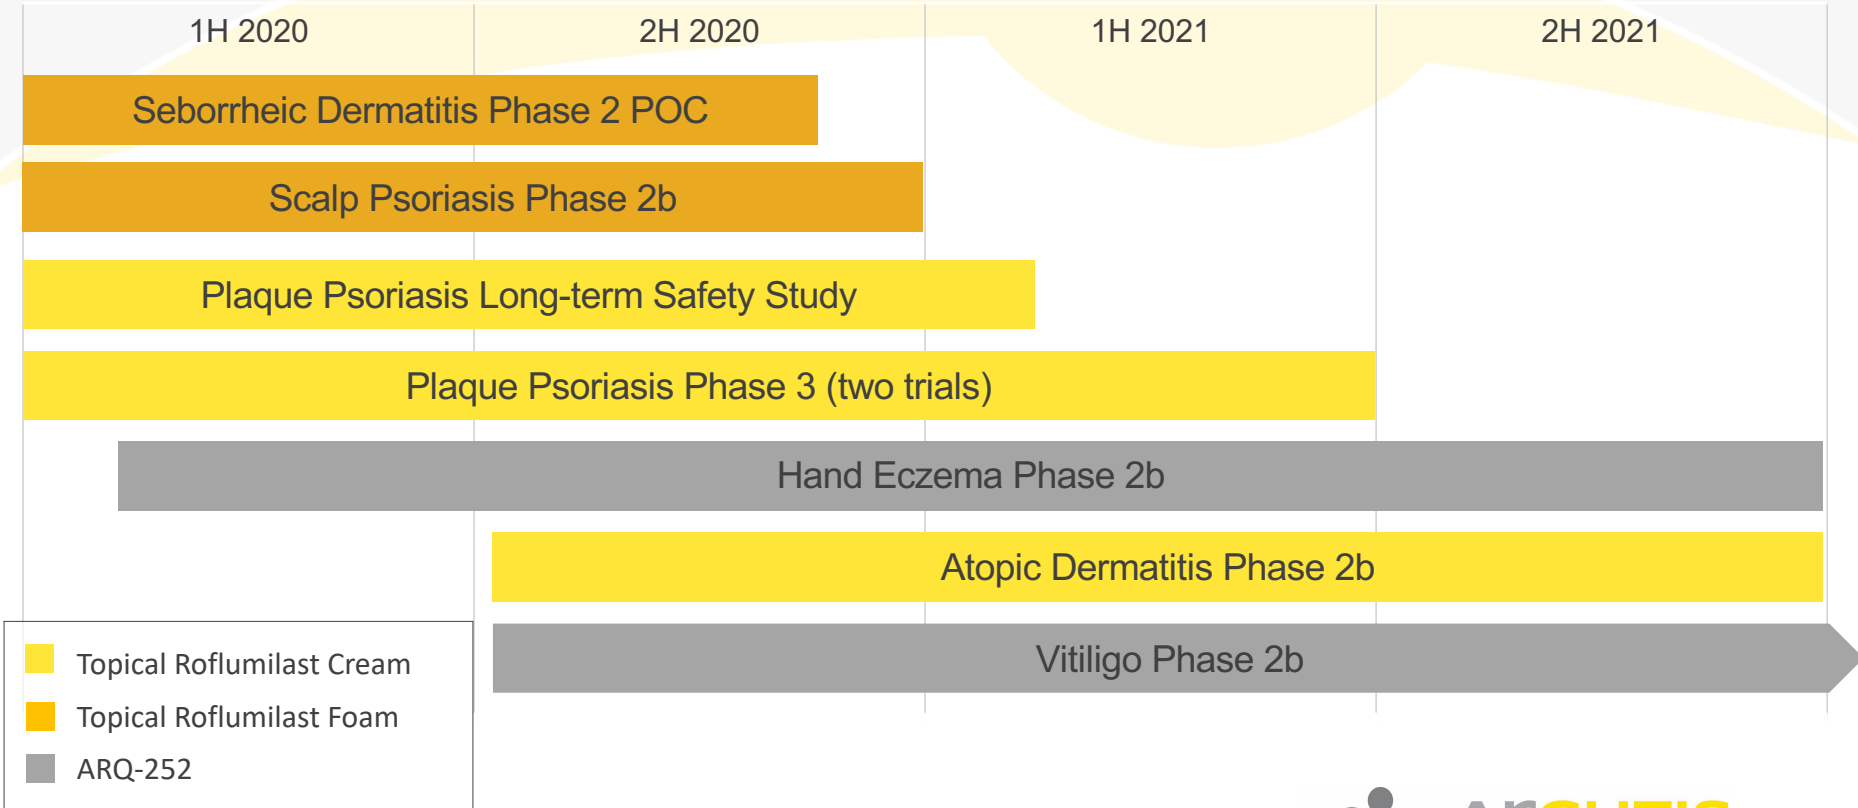 1H 2020
2H 2020
1H 2021
2H 2021
Seborrheic Dermatitis Phase 2 POC
Scalp Psoriasis Phase 2b
Plaque Psoriasis Long-term Safety Study
Plaque Psoriasis Phase 3 (two trials)
Hand Eczema Phase 2b
Atopic Dermatitis Phase 2b
Vitiligo Phase 2b
Topical Roflumilast Cream
Topical Roflumilast Foam
ARQ-252